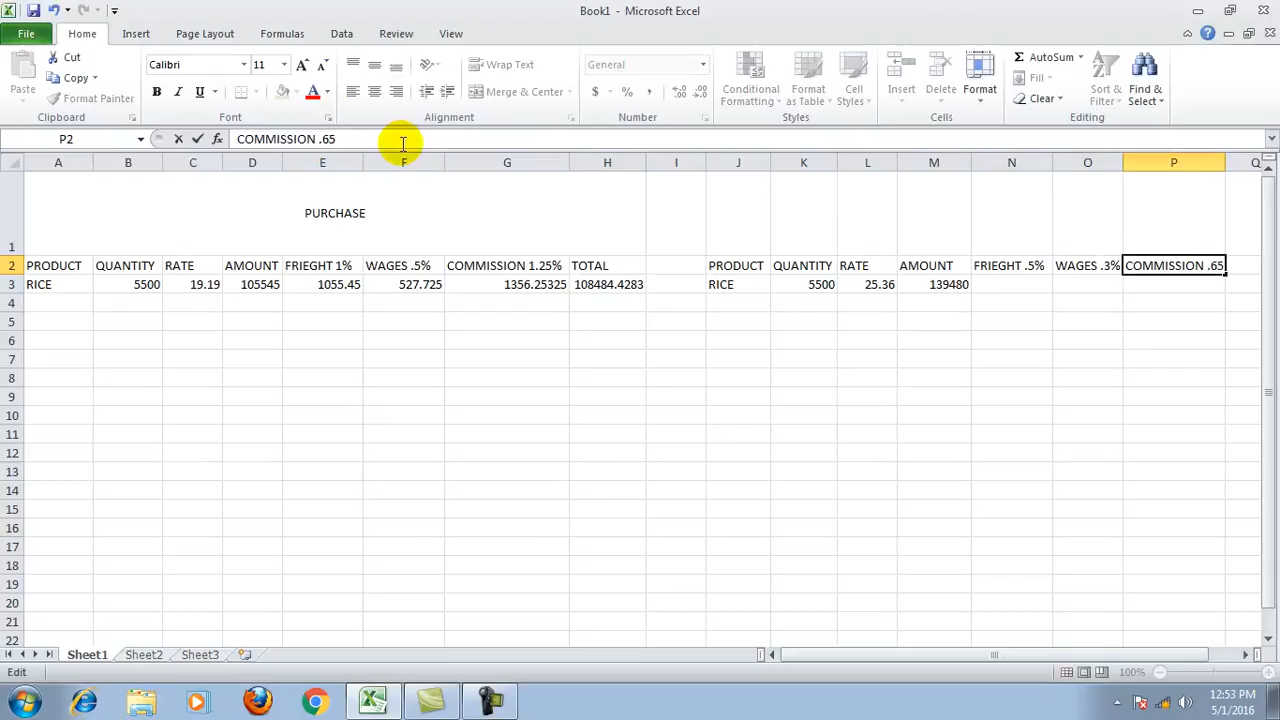 Book1 - Microsoft Excel
File Home Insert Page Layout Formulas Data Review View
Paste
Cut
Copy
Format Painter
Clipboard
Calibri 11
B I U
Font
Wrap Text
Merge & Center
Alignment
General
$ % ,
Number
Conditional Formatting
Format as Table
Cell Styles
Styles
Insert Delete Format
Cells
Σ AutoSum
Fill
Clear
Sort & Filter
Find & Select
Editing
P2 fx COMMISSION .65
A B C D E F G H I J K L M N O P Q
1 PURCHASE
2 PRODUCT QUANTITY RATE AMOUNT FRIEGHT 1% WAGES .5% COMMISSION 1.25% TOTAL PRODUCT QUANTITY RATE AMOUNT FRIEGHT .5% WAGES .3% COMMISSION .65
3 RICE 5500 19.19 105545 1055.45 527.725 1356.25325 108484.4283 RICE 5500 25.36 139480
4
5
6
7
8
9
10
11
12
13
14
15
16
17
18
19
20
21
22
Sheet1 Sheet2 Sheet3
Edit 100%
12:53 PM
5/1/2016